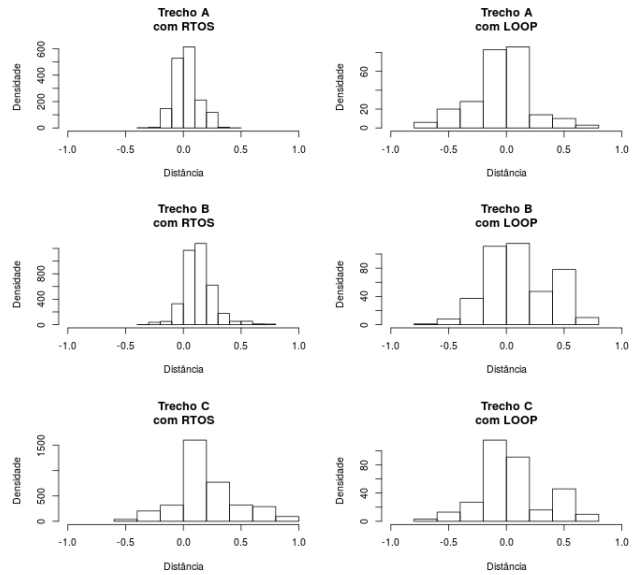 Trecho A
com RTOS
Densidade
0 200 400 600
-1.0 -0.5 0.0 0.5 1.0
Distância
Trecho A
com LOOP
Densidade
0 20 60
-1.0 -0.5 0.0 0.5 1.0
Distância
Trecho B
com RTOS
Densidade
0 400 800
-1.0 -0.5 0.0 0.5 1.0
Distância
Trecho B
com LOOP
Densidade
0 40 80
-1.0 -0.5 0.0 0.5 1.0
Distância
Trecho C
com RTOS
Densidade
0 500 1500
-1.0 -0.5 0.0 0.5 1.0
Distância
Trecho C
com LOOP
Densidade
0 40 80
-1.0 -0.5 0.0 0.5 1.0
Distância